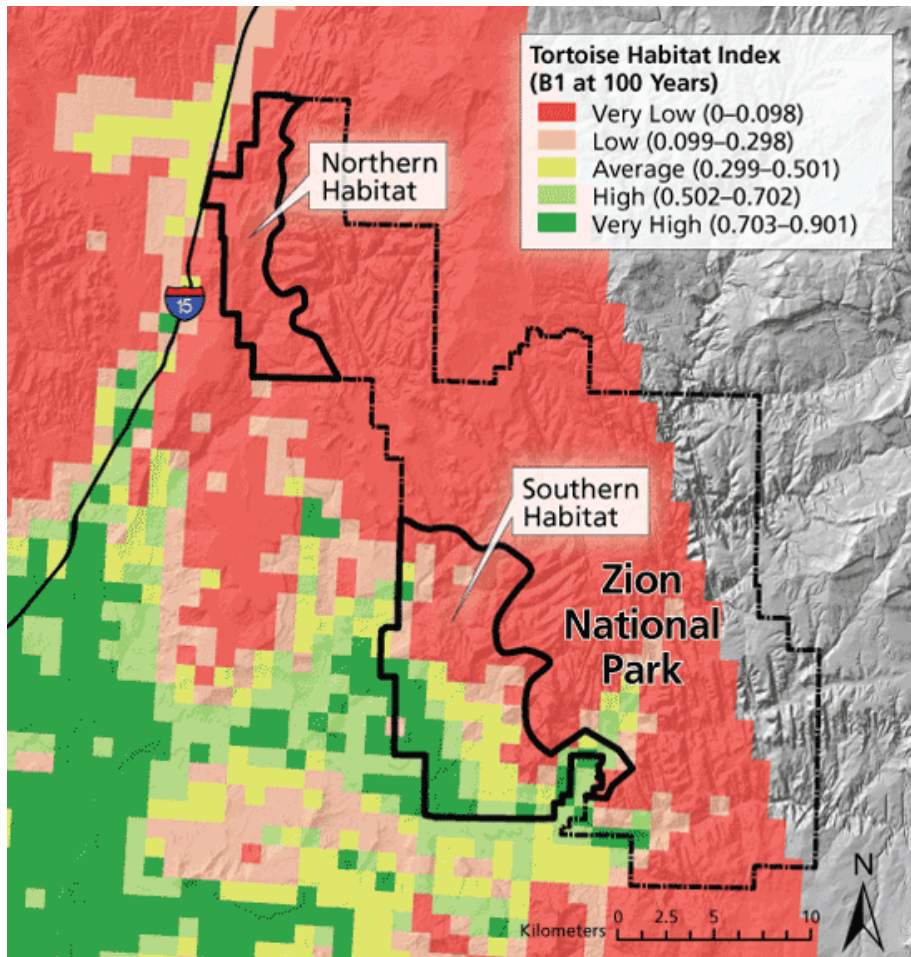 Tortoise Habitat Index
(B1 at 100 Years)
Very Low (0–0.098)
Low (0.099–0.298)
Average (0.299–0.501)
High (0.502–0.702)
Very High (0.703–0.901)
Northern
Habitat
15
Southern
Habitat
Zion
National
Park
N
0 2.5 5 10
Kilometers